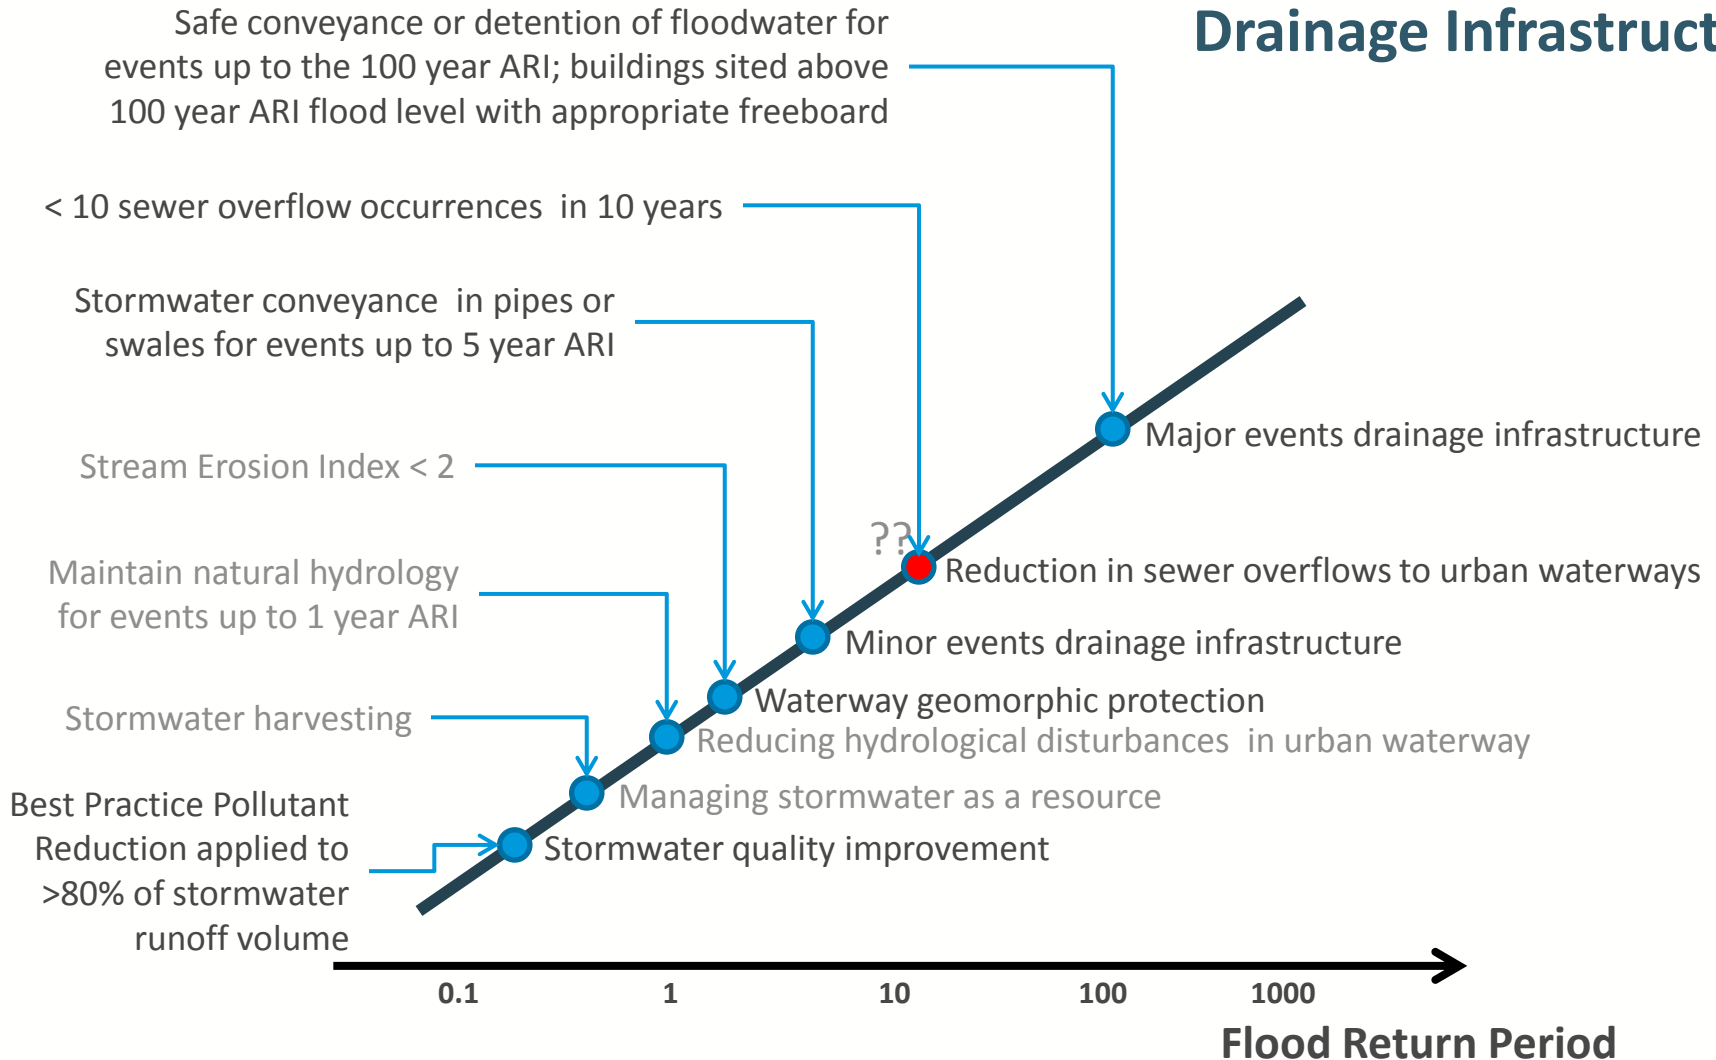 Drainage Infrastruct
Safe conveyance or detention of floodwater for
events up to the 100 year ARI; buildings sited above
100 year ARI flood level with appropriate freeboard
< 10 sewer overflow occurrences in 10 years
Stormwater conveyance in pipes or
swales for events up to 5 year ARI
Major events drainage infrastructure
Stream Erosion Index < 2
??
Reduction in sewer overflows to urban waterways
Maintain natural hydrology
for events up to 1 year ARI
Minor events drainage infrastructure
Waterway geomorphic protection
Stormwater harvesting
Reducing hydrological disturbances in urban waterway
Managing stormwater as a resource
Best Practice Pollutant
Reduction applied to
>80% of stormwater
runoff volume
Stormwater quality improvement
0.1 1 10 100 1000
Flood Return Period